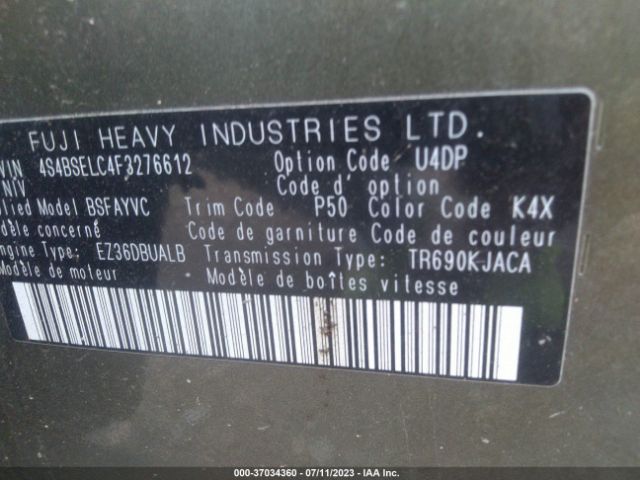 FUJI HEAVY INDUSTRIES LTD.
VIN 4S4BSELC4F3276612 Option Code U4DP
NIV Code d' option
plied Model BSFAYVC Trim Code P50 Color Code K4X
odèle concerné Code de garniture Code de couleur
ngine Type: EZ36DBUALB Transmission Type: TR690KJACA
Modèle de moteur Modèle de boîtes vitesse
000-37034360 - 07/11/2023 - IAA Inc.